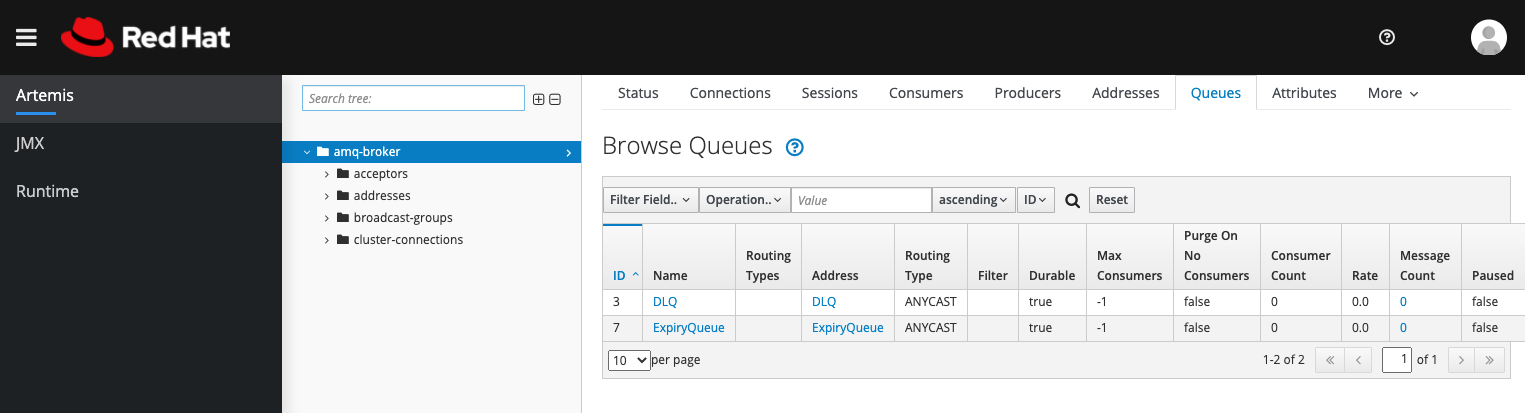 Red Hat
Artemis
JMX
Runtime
Search tree:
amq-broker
acceptors
addresses
broadcast-groups
cluster-connections
Status Connections Sessions Consumers Producers Addresses Queues Attributes More
Browse Queues
Filter Field.. Operation.. Value ascending ID Reset
ID Name Routing Types Address Routing Type Filter Durable Max Consumers Purge On No Consumers Consumer Count Rate Message Count Paused
3 DLQ DLQ ANYCAST true -1 false 0 0.0 0 false
7 ExpiryQueue ExpiryQueue ANYCAST true -1 false 0 0.0 0 false
10 per page 1-2 of 2 1 of 1